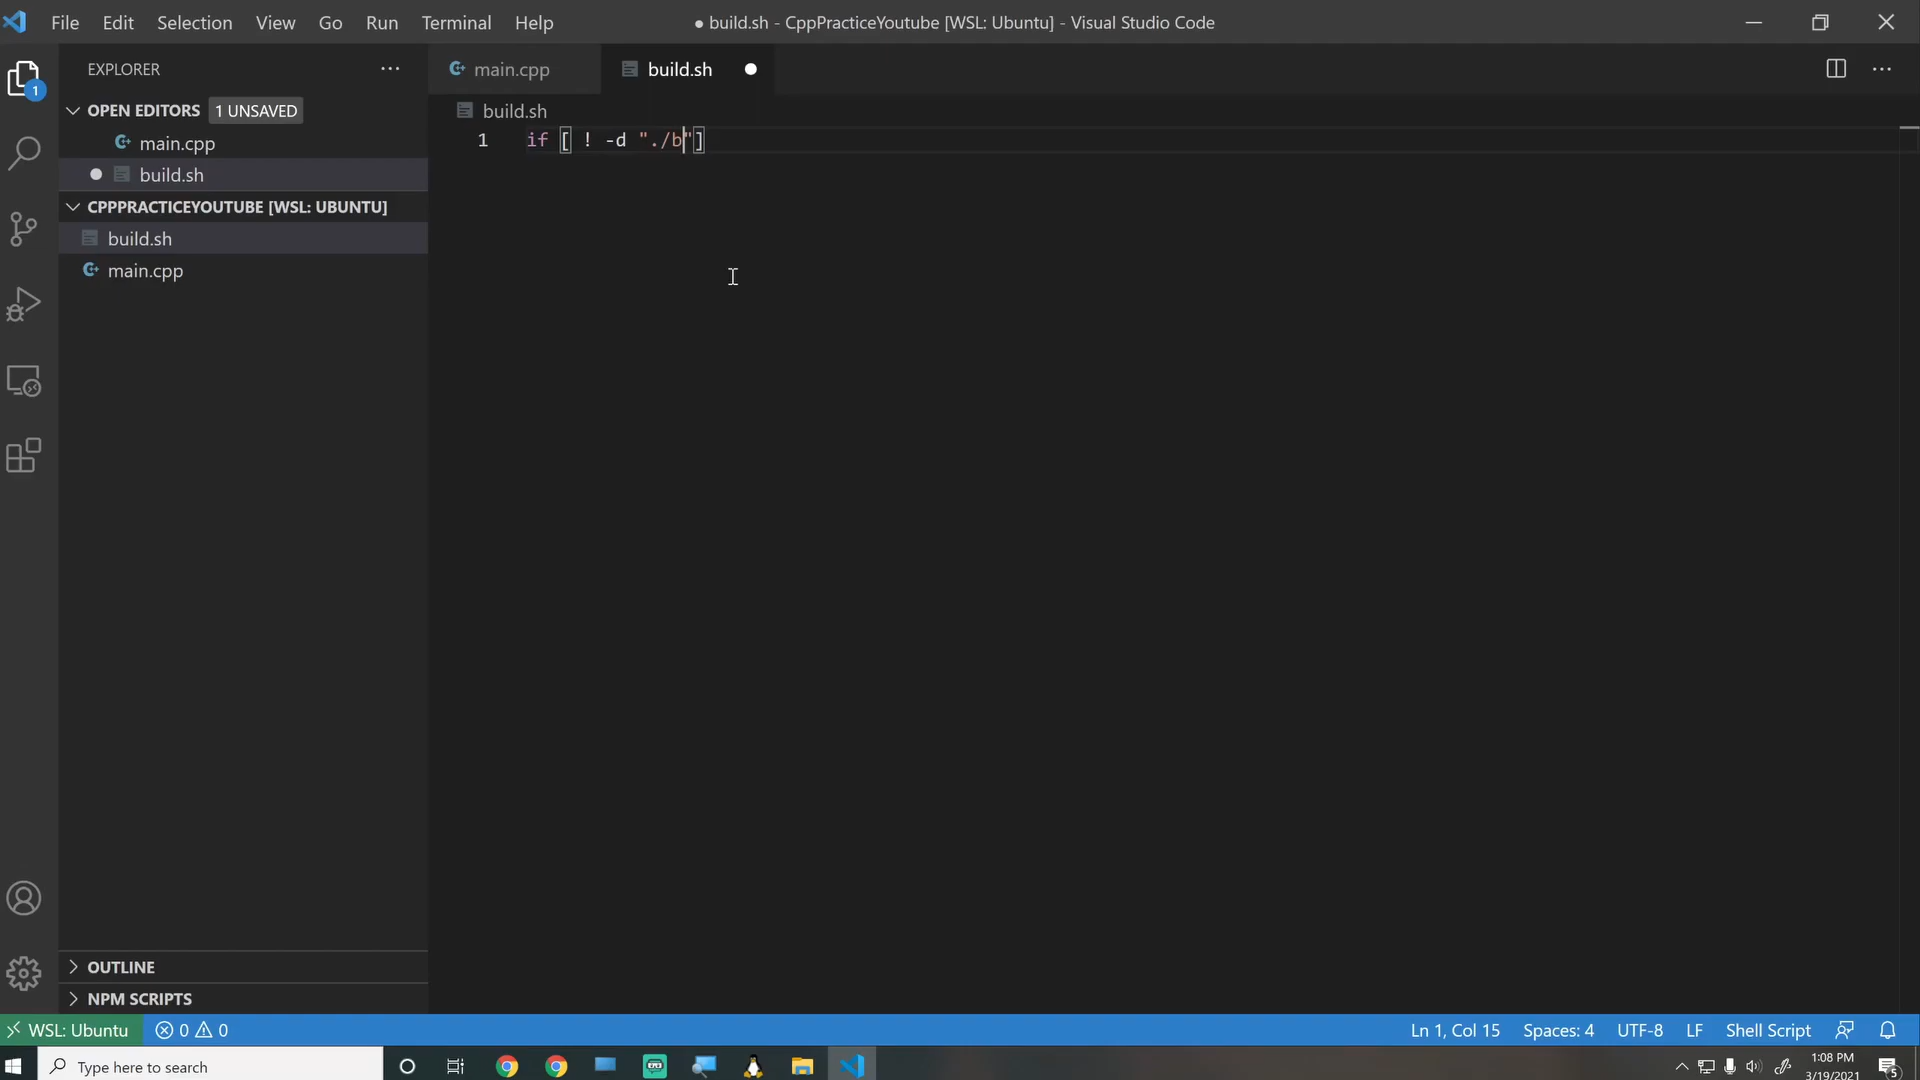 File Edit Selection View Go Run Terminal Help
● build.sh - CppPracticeYoutube [WSL: Ubuntu] - Visual Studio Code
EXPLORER
main.cpp
build.sh
1
OPEN EDITORS 1 UNSAVED
build.sh
main.cpp
1 if [ ! -d "./b"]
build.sh
CPPPRACTICEYOUTUBE [WSL: UBUNTU]
build.sh
main.cpp
OUTLINE
NPM SCRIPTS
WSL: Ubuntu 0 0
Ln 1, Col 15 Spaces: 4 UTF-8 LF Shell Script
Type here to search
1:08 PM
3/19/2021
5